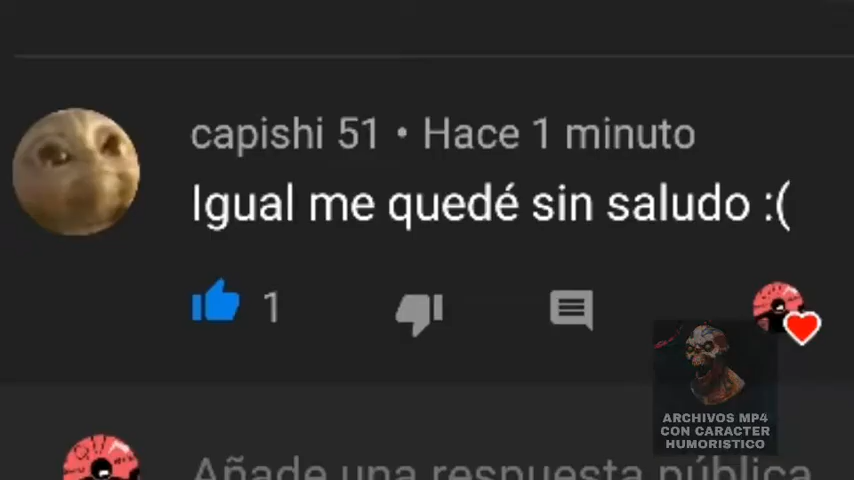 capishi 51 • Hace 1 minuto
Igual me quedé sin saludo :(
1
ARCHIVOS MP4
CON CARACTER
HUMORISTICO
Añade una respuesta pública